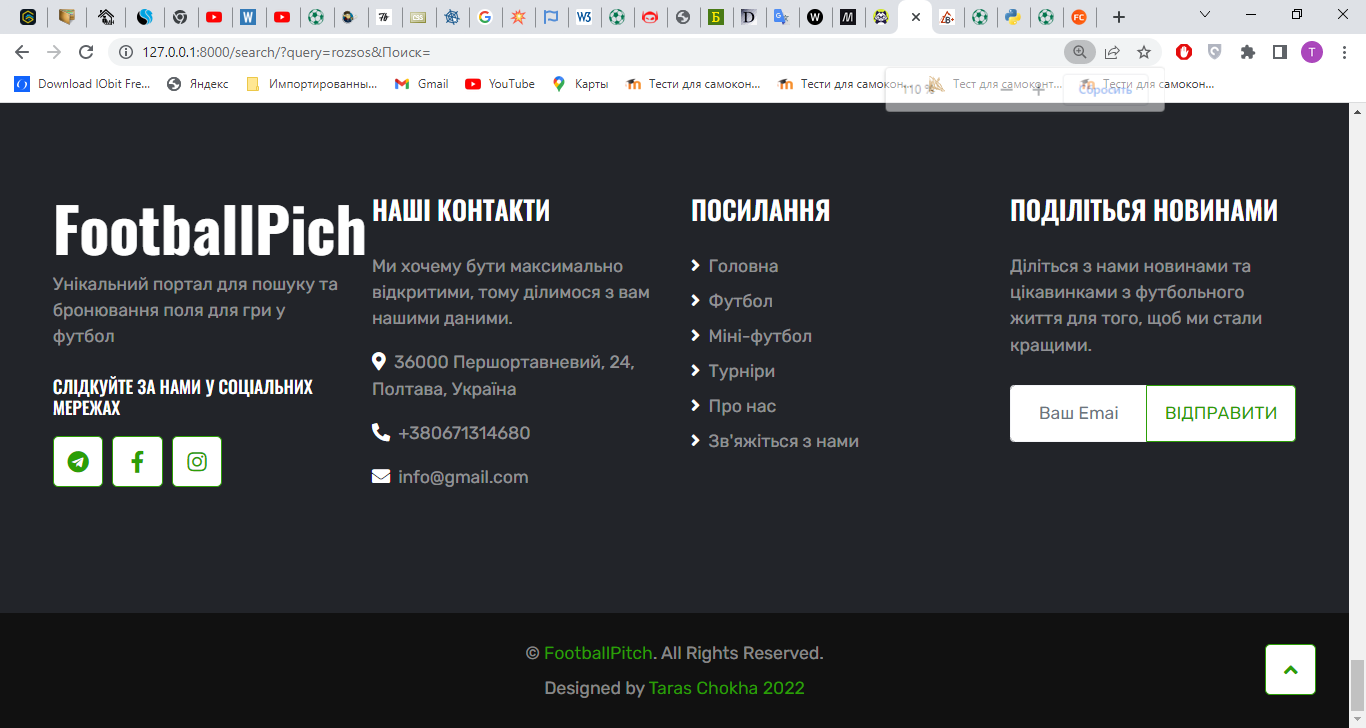 127.0.0.1:8000/search/?query=rozsos&Поиск=
Download IObit Fre...
Яндекс
Импортированны...
Gmail
YouTube
Карты
Тести для самокон...
Тести для самокон...
Тест для самоконт...
Тести для самокон...
110 %
Сбросить
FootballPich
Унікальний портал для пошуку та
бронювання поля для гри у
футбол
СЛІДКУЙТЕ ЗА НАМИ У СОЦІАЛЬНИХ
МЕРЕЖАХ
НАШІ КОНТАКТИ
Ми хочему бути максимально
відкритими, тому ділимося з вам
нашими даними.
36000 Першортавневий, 24,
Полтава, Україна
+380671314680
info@gmail.com
ПОСИЛАННЯ
Головна
Футбол
Міні-футбол
Турніри
Про нас
Зв'яжіться з нами
ПОДІЛІТЬСЯ НОВИНАМИ
Діліться з нами новинами та
цікавинками з футбольного
життя для того, щоб ми стали
кращими.
Ваш Emai
ВІДПРАВИТИ
© FootballPitch. All Rights Reserved.
Designed by Taras Chokha 2022